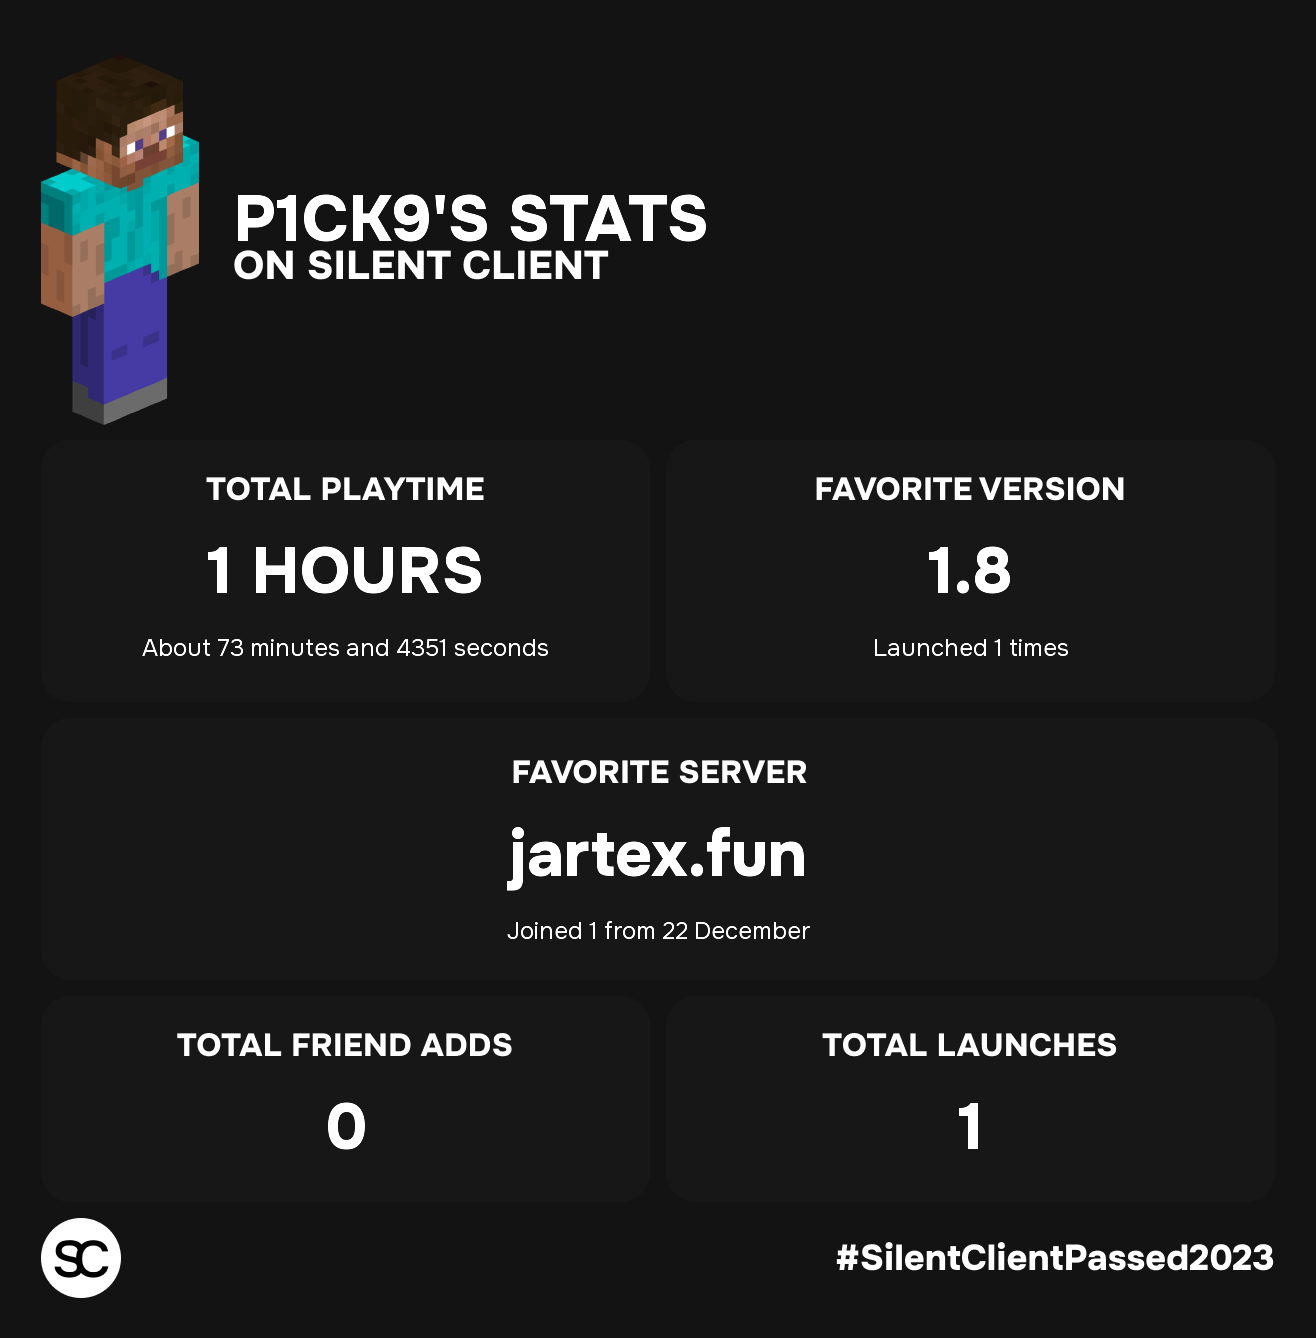 P1CK9'S STATS
ON SILENT CLIENT
TOTAL PLAYTIME
1 HOURS
About 73 minutes and 4351 seconds
FAVORITE VERSION
1.8
Launched 1 times
FAVORITE SERVER
jartex.fun
Joined 1 from 22 December
TOTAL FRIEND ADDS
0
TOTAL LAUNCHES
1
SC
#SilentClientPassed2023